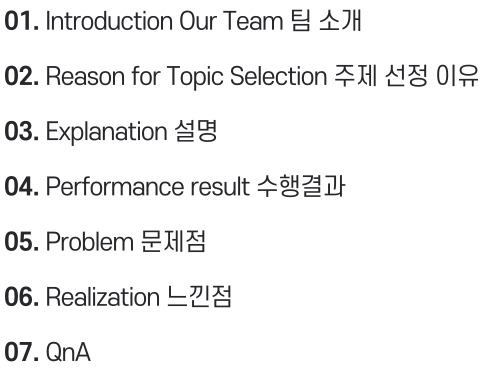 01. Introduction Our Team 팀 소개
02. Reason for Topic Selection 주제 선정 이유
03. Explanation 설명
04. Performance result 수행결과
05. Problem 문제점
06. Realization 느낀점
07. QnA